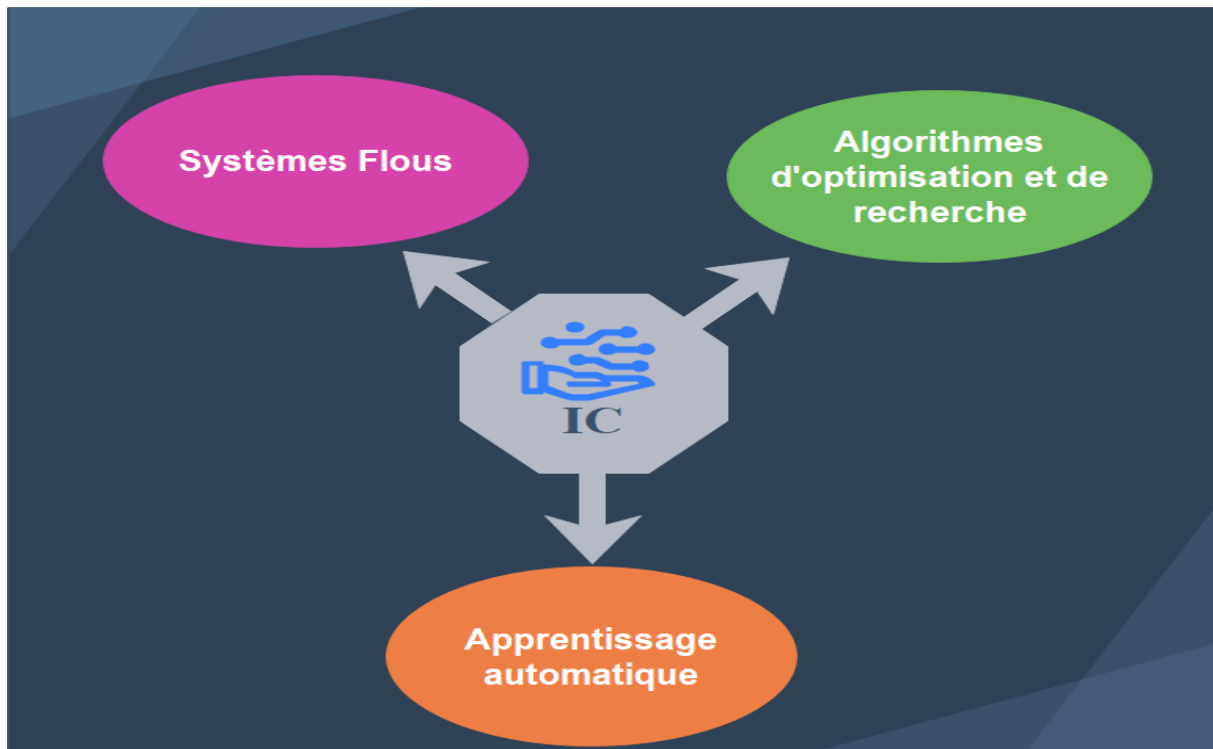 Systèmes Flous
Algorithmes
d'optimisation et de
recherche
IC
Apprentissage
automatique